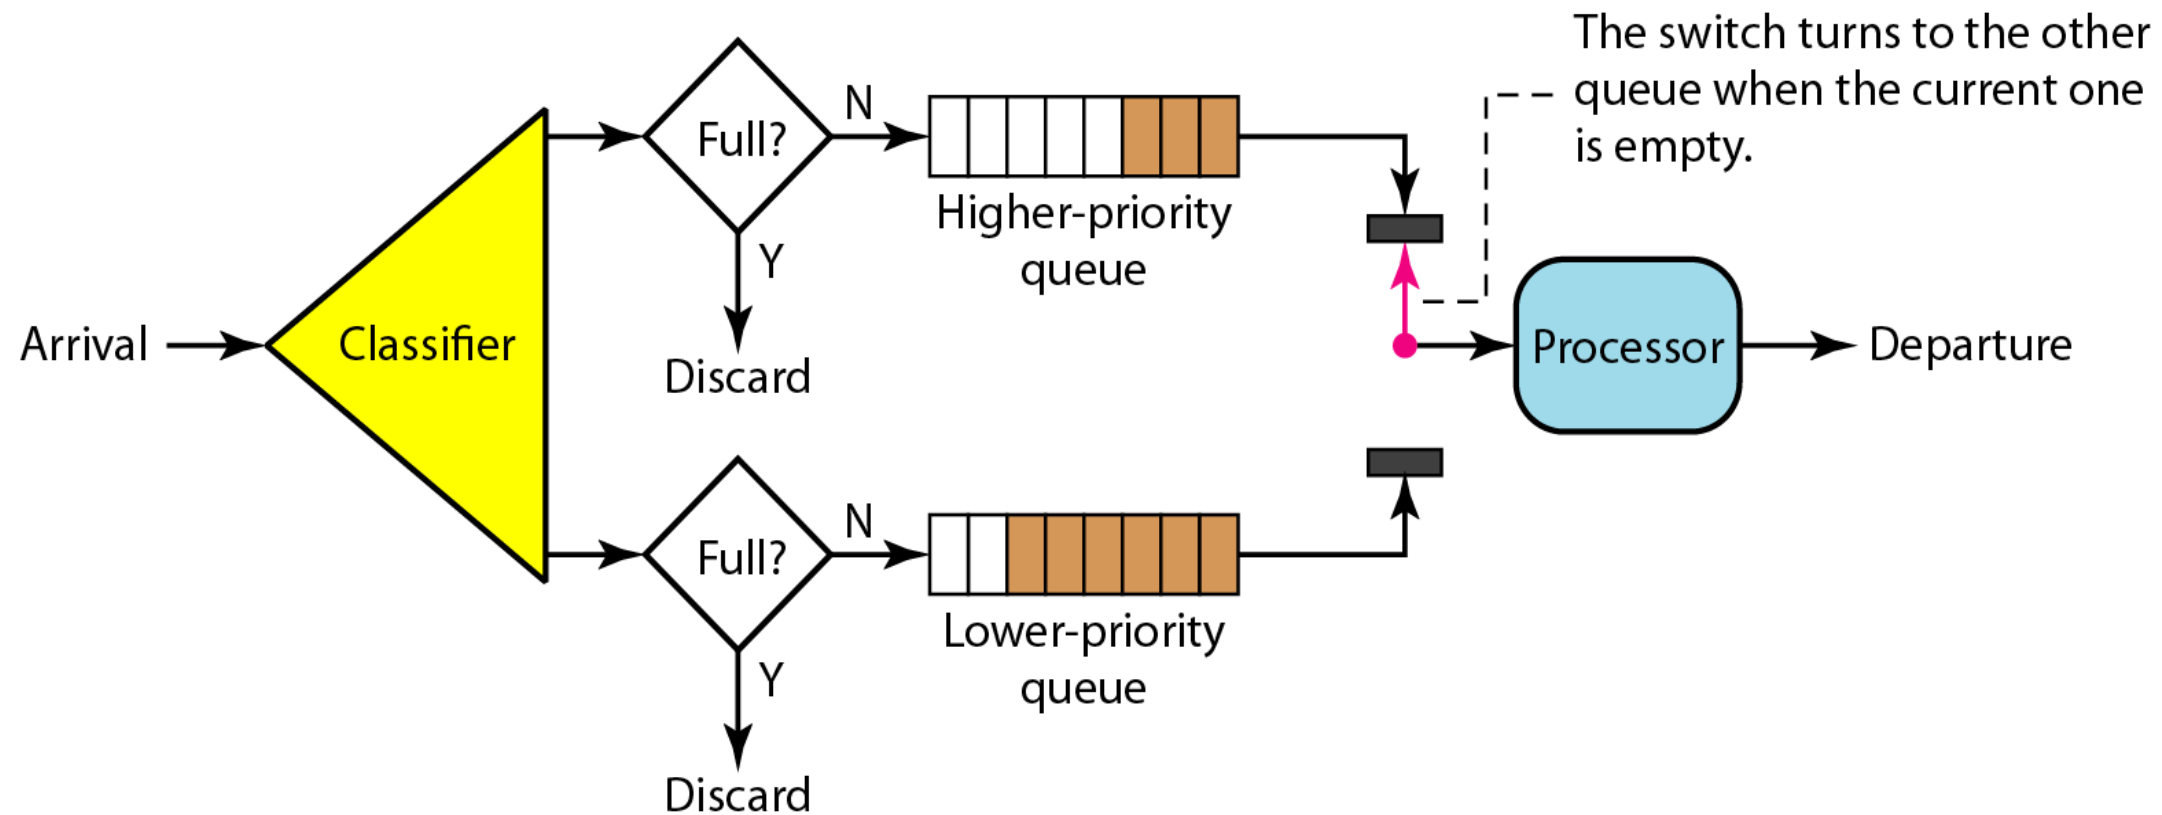 The switch turns to the other
queue when the current one
is empty.
N
Full?
Higher-priority
queue
Y
Discard
Arrival
Classifier
Processor
Departure
N
Full?
Lower-priority
queue
Y
Discard